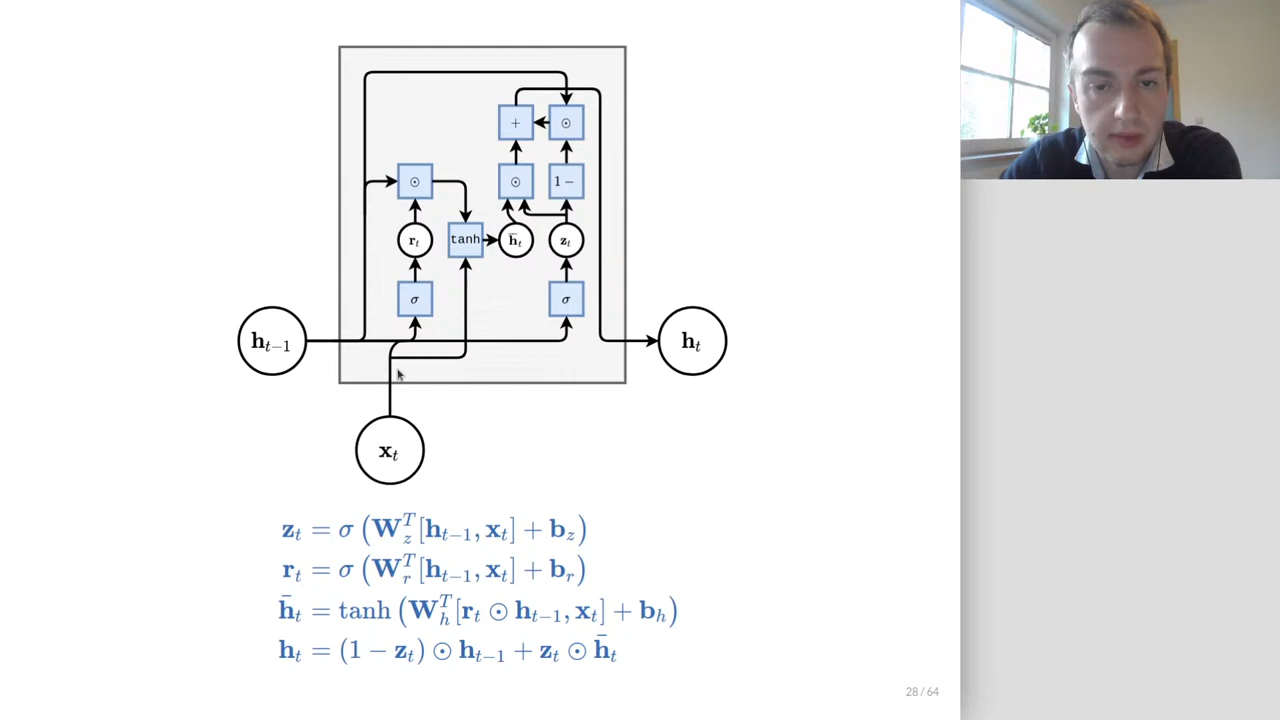 + ⊙
⊙ ⊙ 1−
r_t tanh h̄_t z_t
σ σ
h_{t−1} h_t
x_t
z_t = σ (W_z^T[h_{t−1}, x_t] + b_z)
r_t = σ (W_r^T[h_{t−1}, x_t] + b_r)
h̄_t = tanh (W_h^T[r_t ⊙ h_{t−1}, x_t] + b_h)
h_t = (1 − z_t) ⊙ h_{t−1} + z_t ⊙ h̄_t
28 / 64